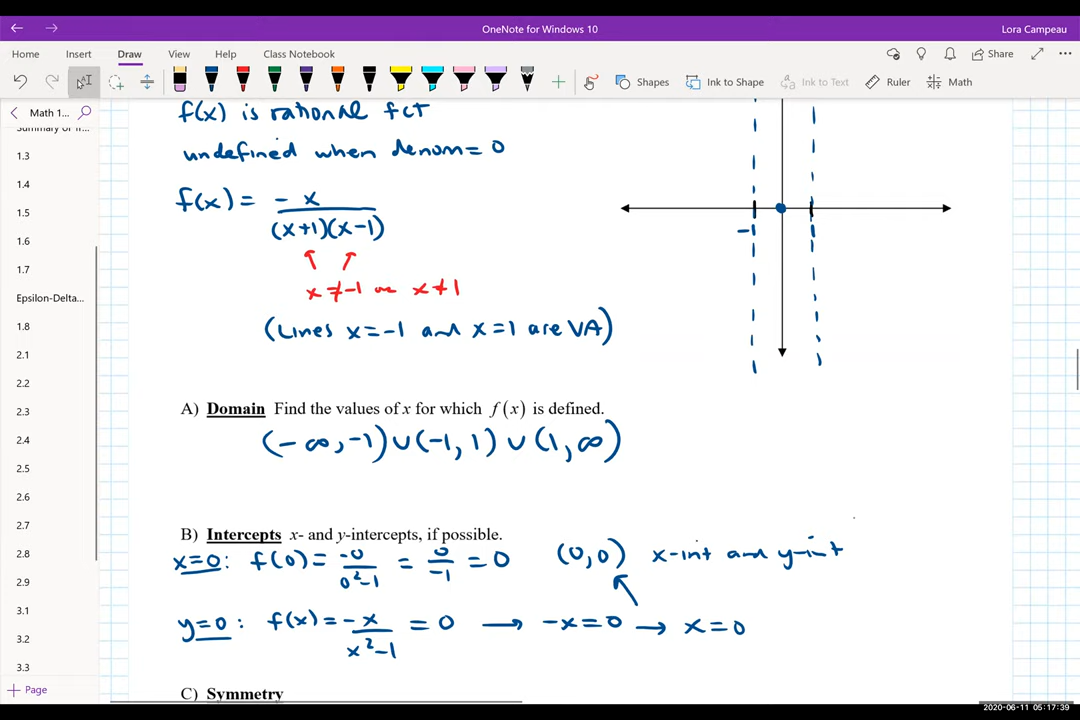 OneNote for Windows 10
Lora Campeau
Home Insert Draw View Help Class Notebook
Share
Shapes Ink to Shape Ink to Text Ruler Math
Math 1...
1.3
1.4
1.5
1.6
1.7
Epsilon-Delta...
1.8
2.1
2.2
2.3
2.4
2.5
2.6
2.7
2.8
2.9
3.1
3.2
3.3
Page
f(x) is rational fct
undefined when denom = 0
f(x) = -x / (x+1)(x-1)
x ≠ -1 or x ≠ 1
(Lines x = -1 and x = 1 are VA)
-1 1
A) Domain Find the values of x for which f(x) is defined.
(-∞, -1) ∪ (-1, 1) ∪ (1, ∞)
B) Intercepts x- and y-intercepts, if possible.
x=0: f(0) = -0 / 0²-1 = 0 / -1 = 0 (0,0) x-int and y-int
y=0: f(x) = -x / x²-1 = 0 → -x = 0 → x = 0
C) Symmetry
2020-06-11 05:17:39